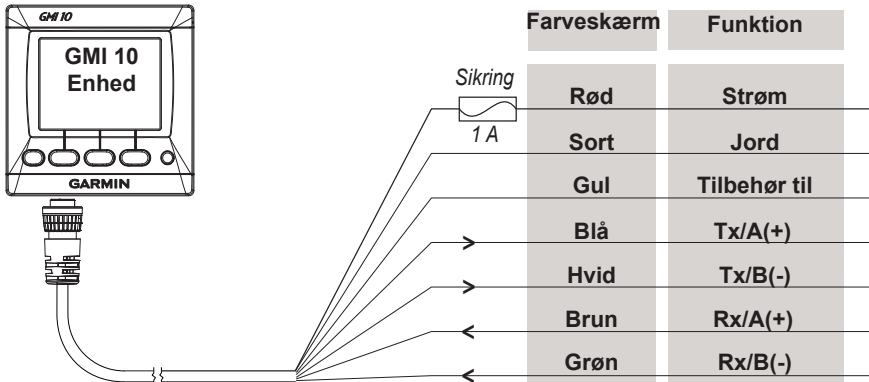 GMI 10
GMI 10
Enhed
GARMIN
Sikring
1 A
Farveskærm Funktion
Rød Strøm
Sort Jord
Gul Tilbehør til
Blå Tx/A(+)
Hvid Tx/B(-)
Brun Rx/A(+)
Grøn Rx/B(-)